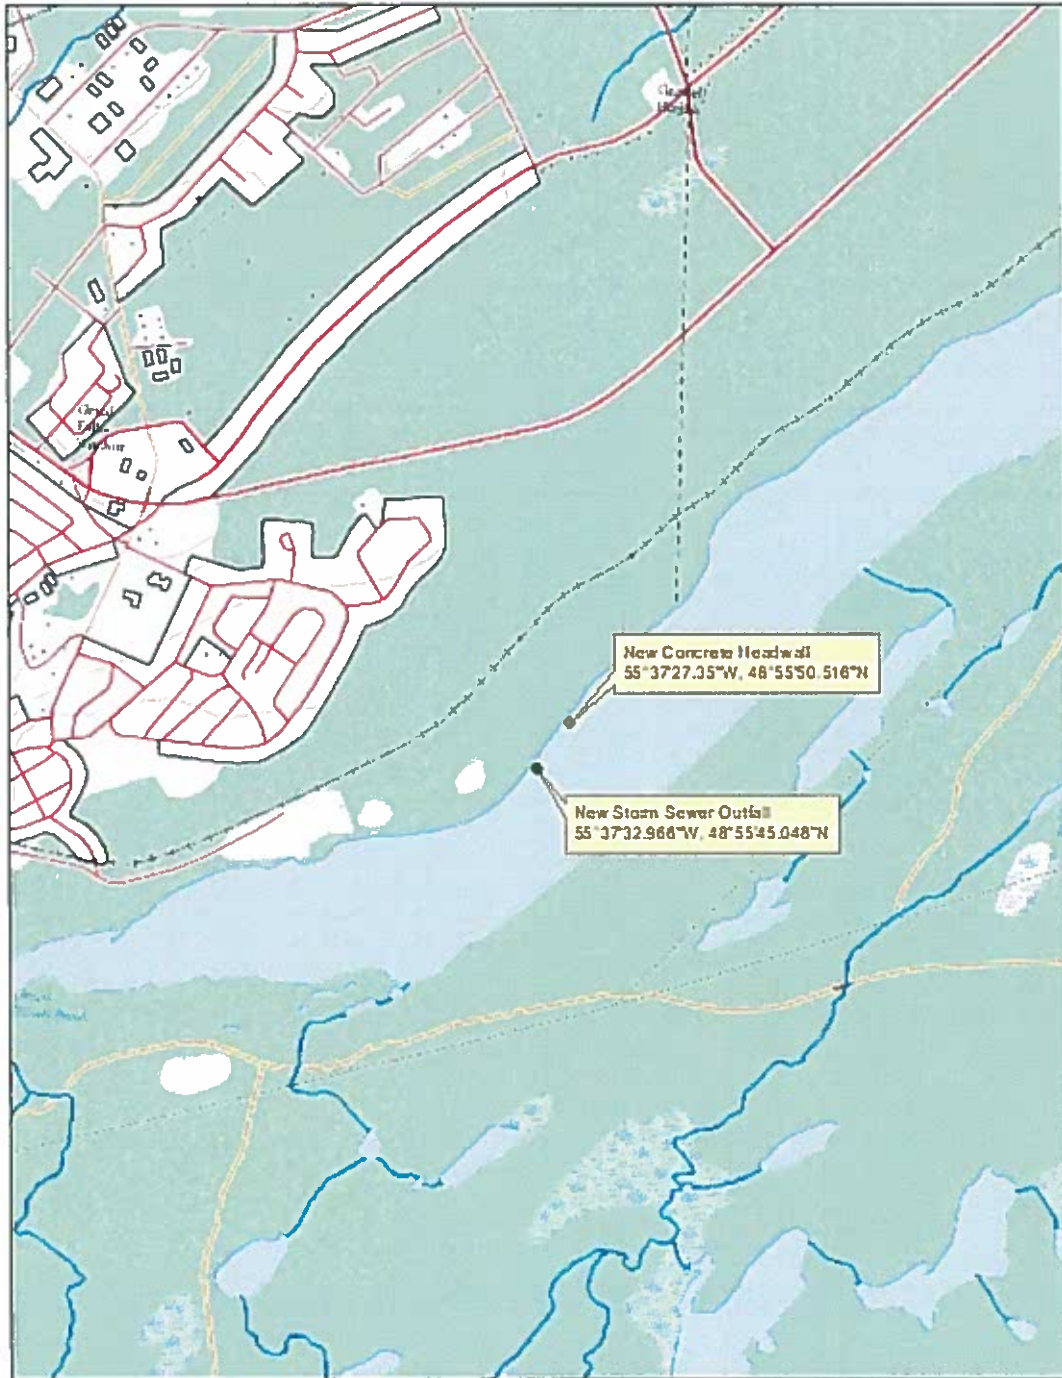 New Concrete Headwall
55°37'27.35"W, 48°55'50.516"N
New Storm Sewer Outfall
55°37'32.966"W, 48°55'45.048"N